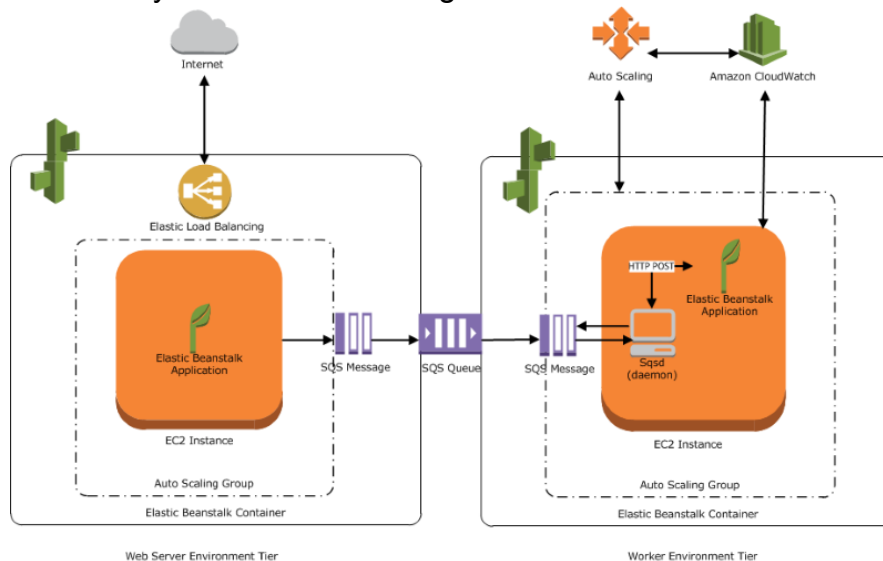 Internet
Auto Scaling
Amazon CloudWatch
Elastic Load Balancing
HTTP POST
Elastic Beanstalk
Application
Elastic Beanstalk
Application
SQS Message
SQS Queue
SQS Message
Sqsd
(daemon)
EC2 Instance
EC2 Instance
Auto Scaling Group
Auto Scaling Group
Elastic Beanstalk Container
Elastic Beanstalk Container
Web Server Environment Tier
Worker Environment Tier